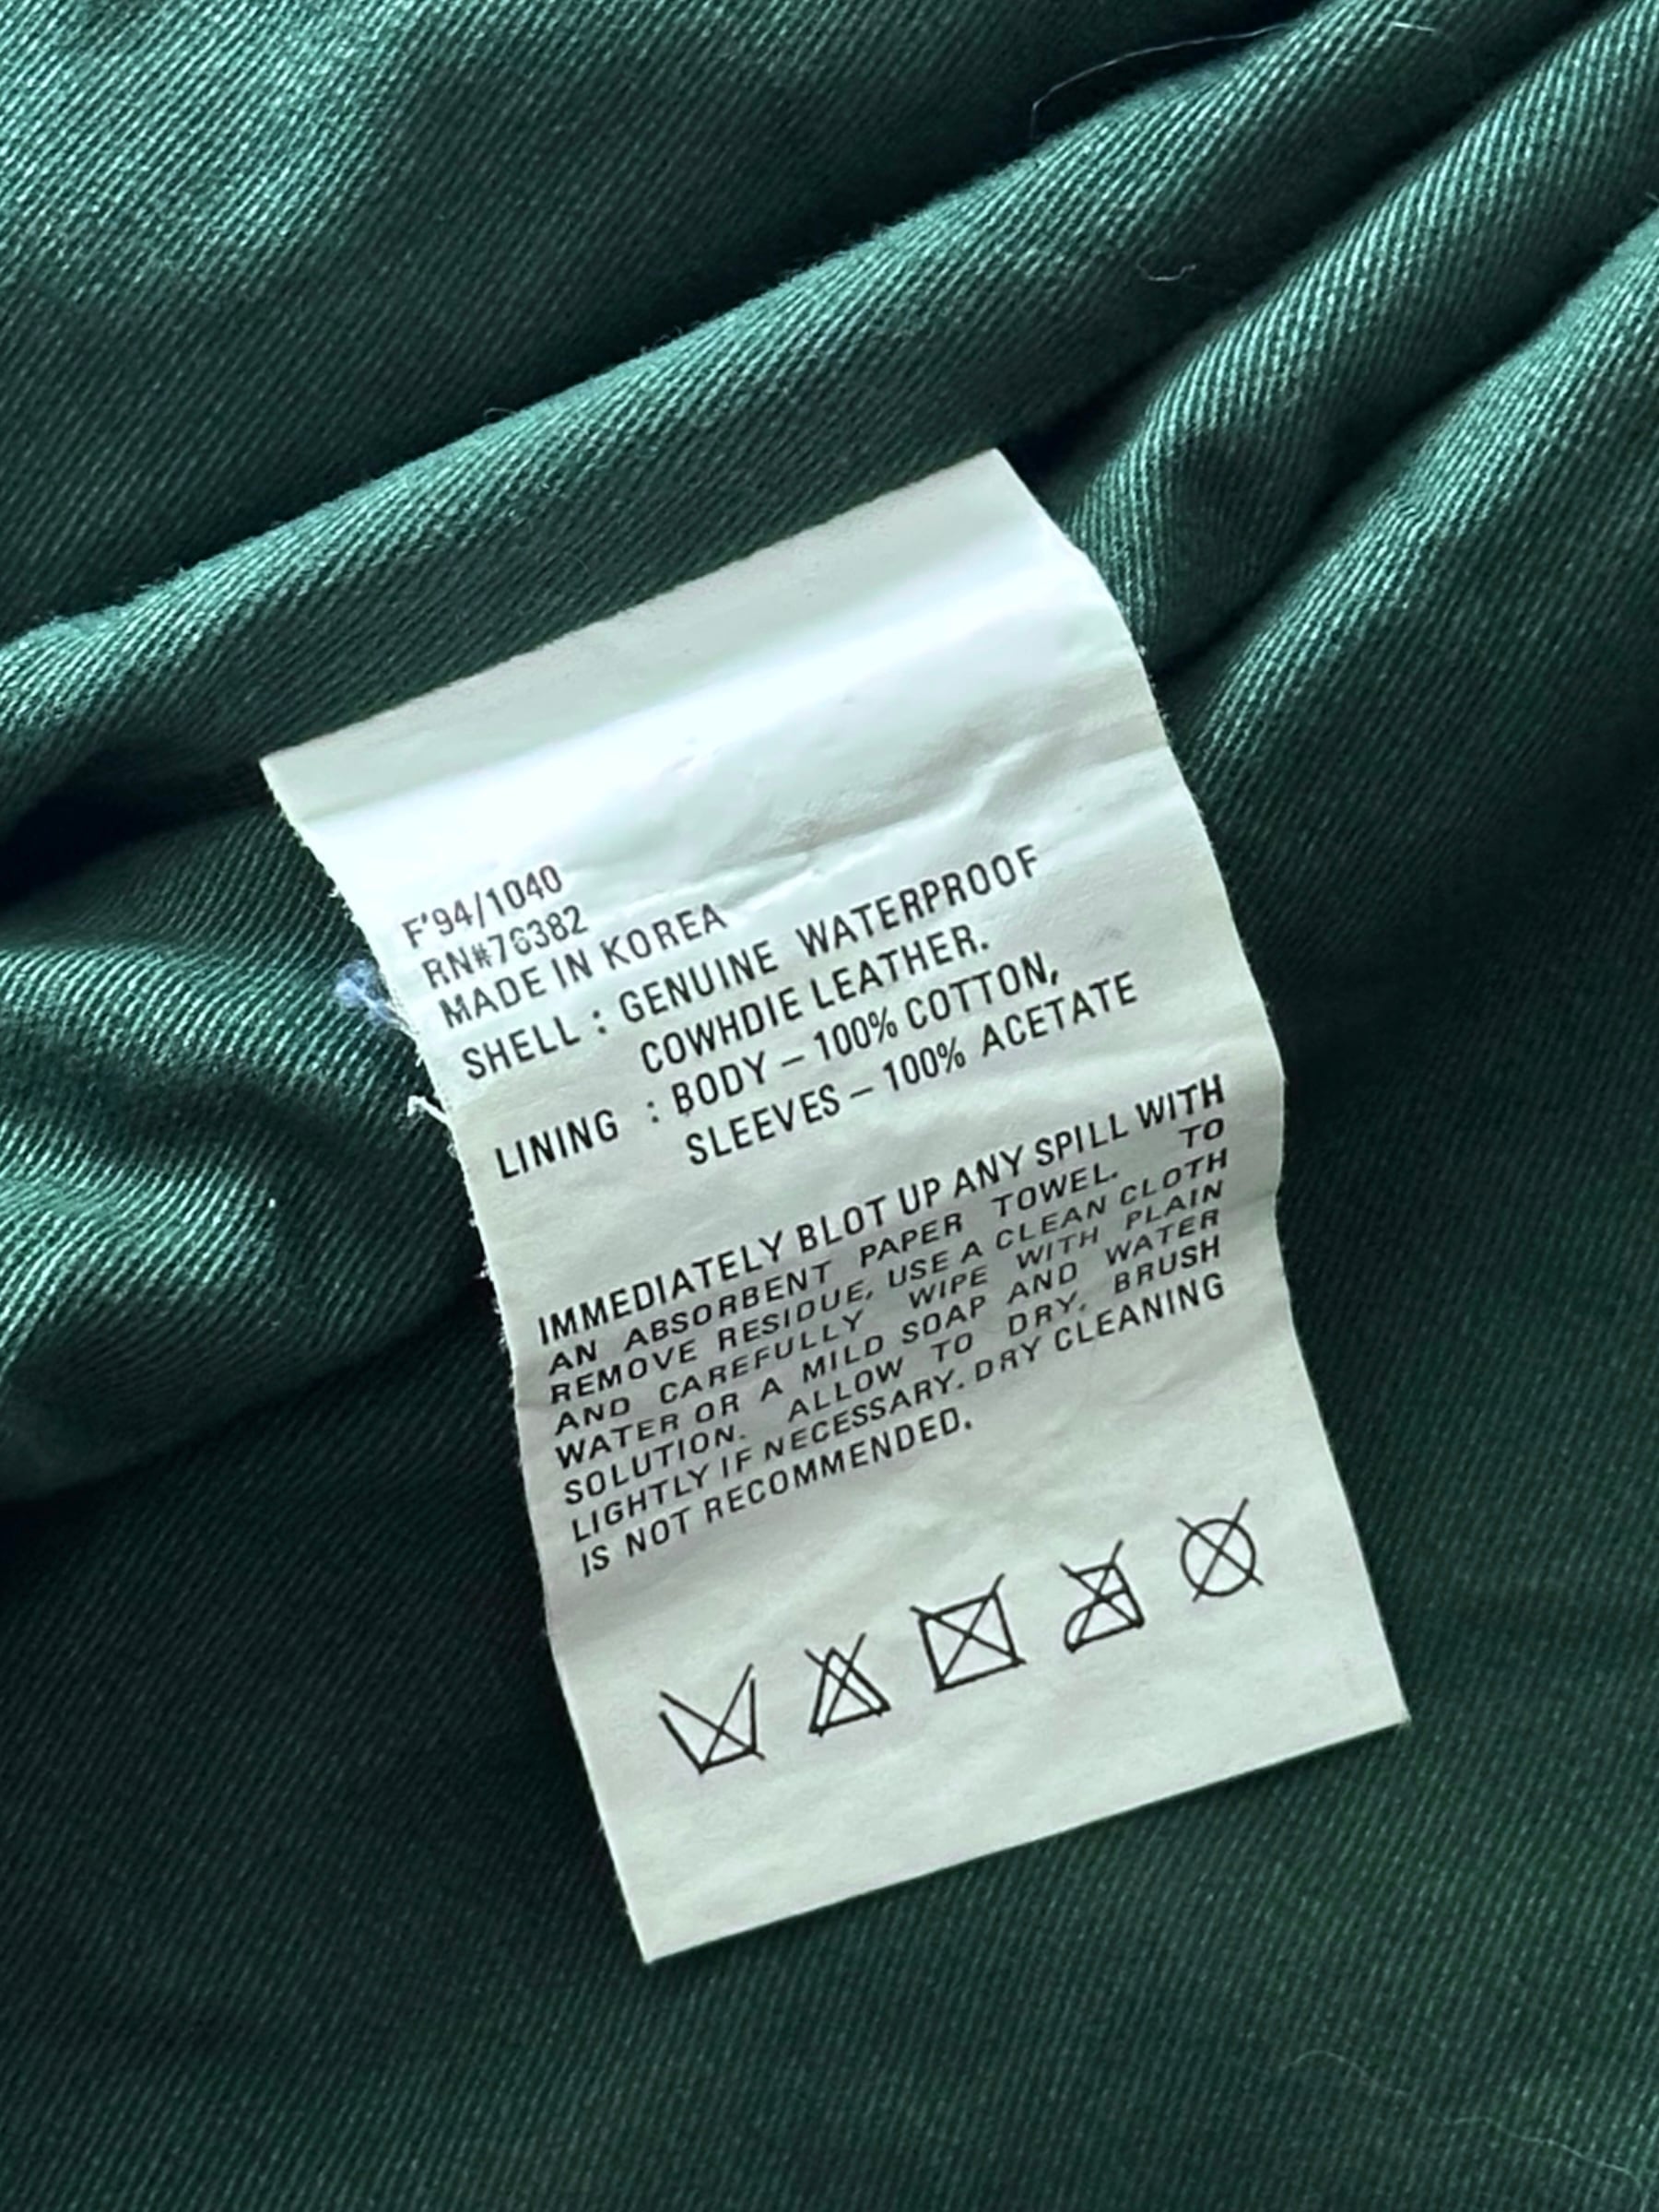 F'94/1040
RN#76382
MADE IN KOREA
SHELL : GENUINE WATERPROOF
COWHDIE LEATHER.
LINING : BODY – 100% COTTON,
SLEEVES – 100% ACETATE
IMMEDIATELY BLOT UP ANY SPILL WITH
AN ABSORBENT PAPER TOWEL. TO
REMOVE RESIDUE, USE A CLEAN CLOTH
AND CAREFULLY WIPE WITH PLAIN
WATER OR A MILD SOAP AND WATER
SOLUTION. ALLOW TO DRY. BRUSH
LIGHTLY IF NECESSARY. DRY CLEANING
IS NOT RECOMMENDED.